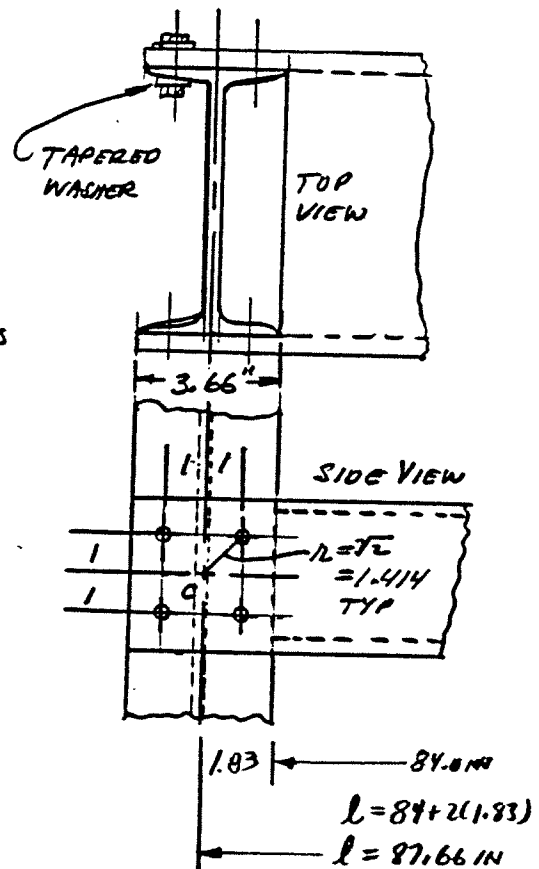 TAPERED
WASHER
TOP
VIEW
S
3.66"
1 1
SIDE VIEW
1
1
C
r = √2
= 1.414
TYP
1.83
84.0 IN
l = 84+2(1.83)
l = 87.66 IN